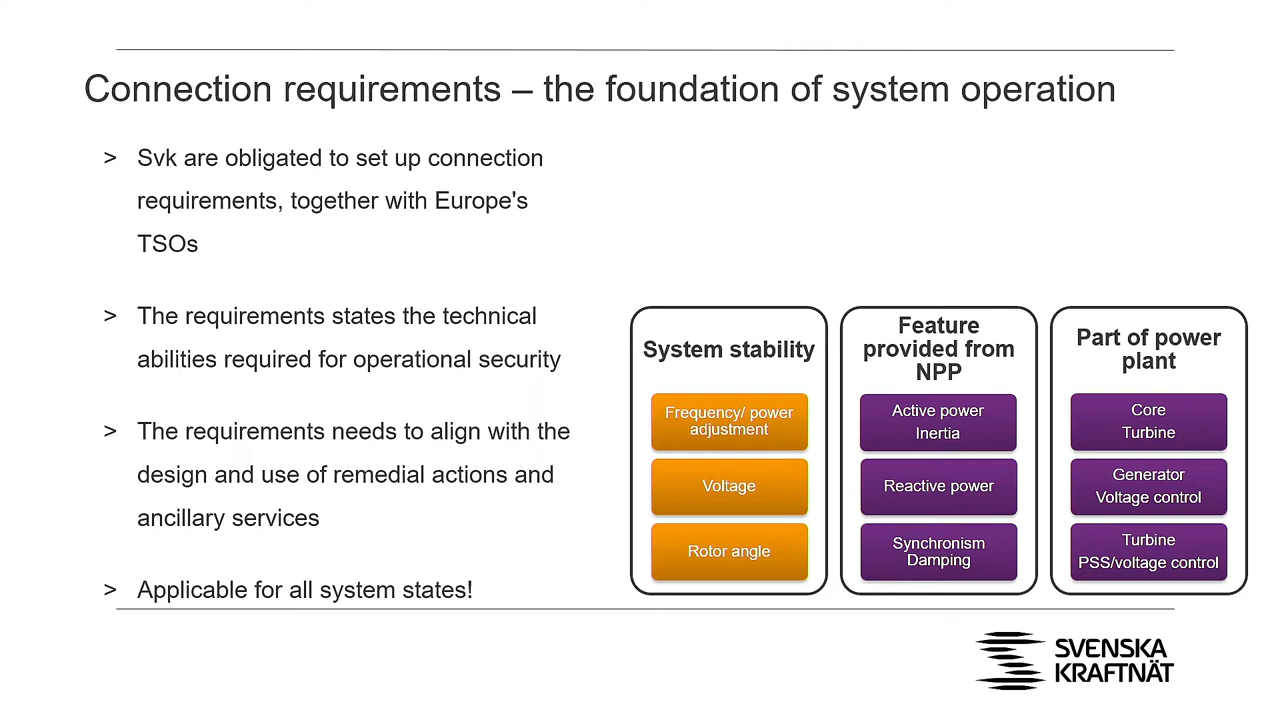 Connection requirements – the foundation of system operation
> Svk are obligated to set up connection
requirements, together with Europe's
TSOs
> The requirements states the technical
abilities required for operational security
> The requirements needs to align with the
design and use of remedial actions and
ancillary services
> Applicable for all system states!
System stability
Frequency/ power
adjustment
Voltage
Rotor angle
Feature
provided from
NPP
Active power
Inertia
Reactive power
Synchronism
Damping
Part of power
plant
Core
Turbine
Generator
Voltage control
Turbine
PSS/voltage control
SVENSKA
KRAFTNÄT